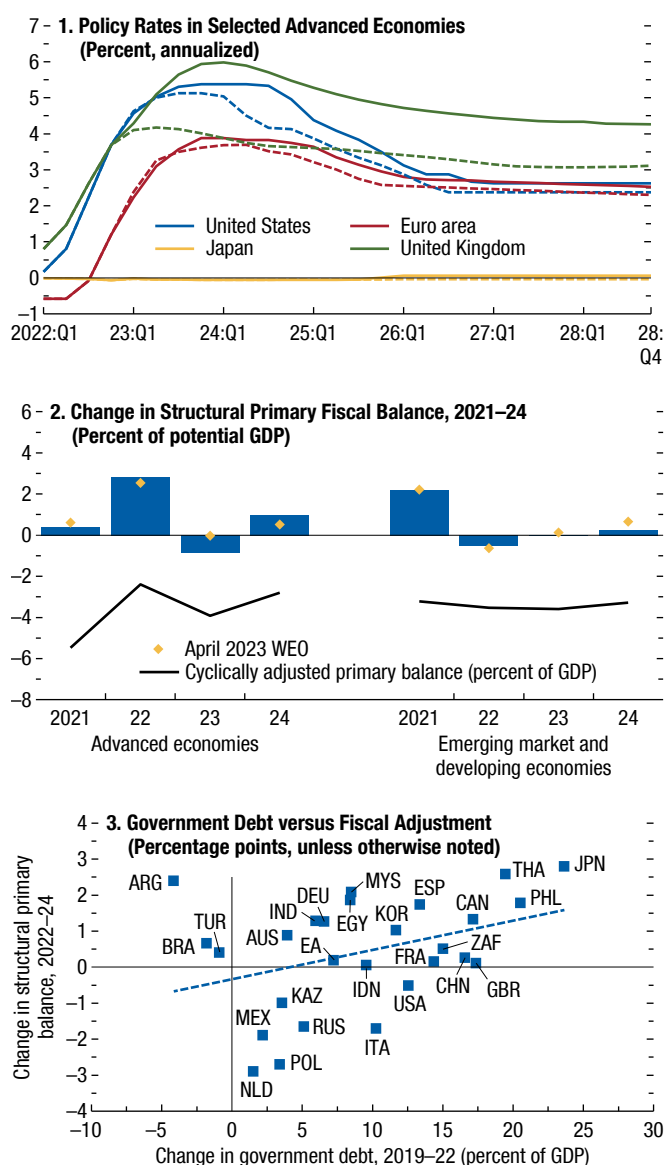 1. Policy Rates in Selected Advanced Economies
(Percent, annualized)
7
6
5
4
3
2
1
0
–1
United States
Euro area
Japan
United Kingdom
2022:Q1
23:Q1
24:Q1
25:Q1
26:Q1
27:Q1
28:Q1
28:
Q4
2. Change in Structural Primary Fiscal Balance, 2021–24
(Percent of potential GDP)
6
4
2
0
–2
–4
–6
–8
April 2023 WEO
Cyclically adjusted primary balance (percent of GDP)
2021
22
23
24
2021
22
23
24
Advanced economies
Emerging market and
developing economies
3. Government Debt versus Fiscal Adjustment
(Percentage points, unless otherwise noted)
Change in structural primary
balance, 2022–24
4
3
2
1
0
–1
–2
–3
–4
ARG
BRA
TUR
AUS
IND
DEU
EA
EGY
MYS
KOR
ESP
CAN
THA
JPN
PHL
ZAF
FRA
CHN
GBR
IDN
USA
ITA
KAZ
RUS
MEX
POL
NLD
–10
–5
0
5
10
15
20
25
30
Change in government debt, 2019–22 (percent of GDP)